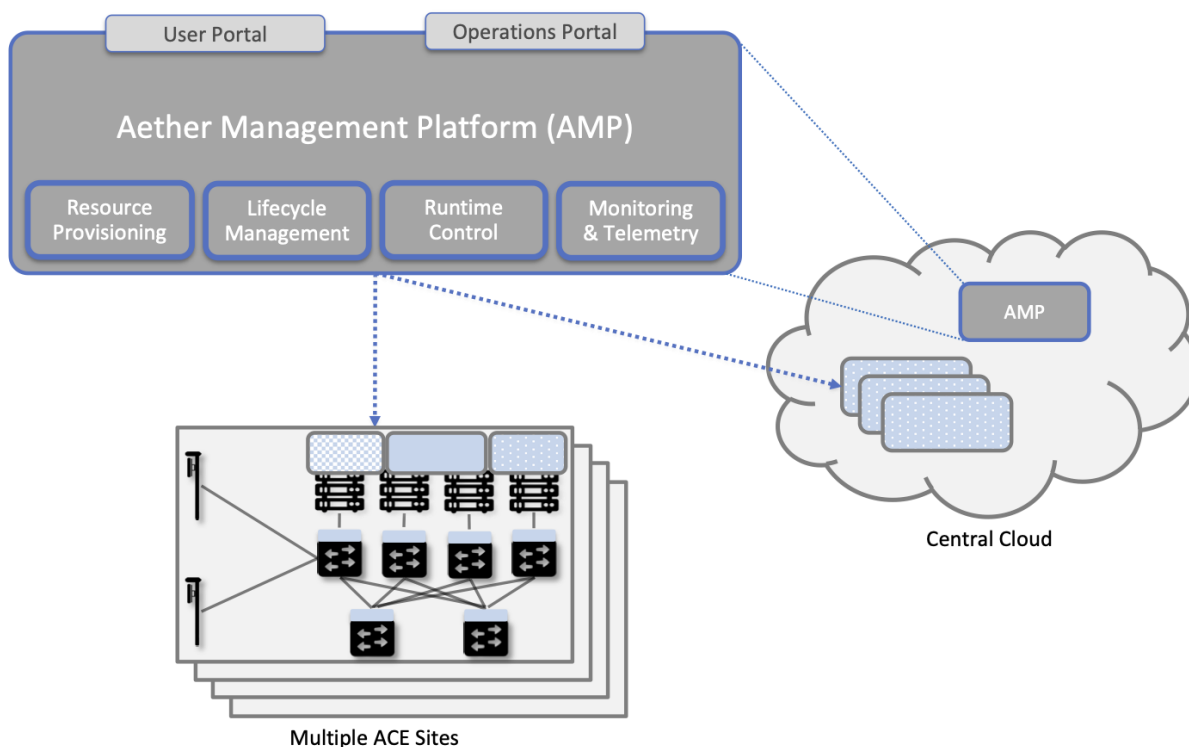 User Portal
Operations Portal
Aether Management Platform (AMP)
Resource
Provisioning
Lifecycle
Management
Runtime
Control
Monitoring
& Telemetry
AMP
Central Cloud
Multiple ACE Sites